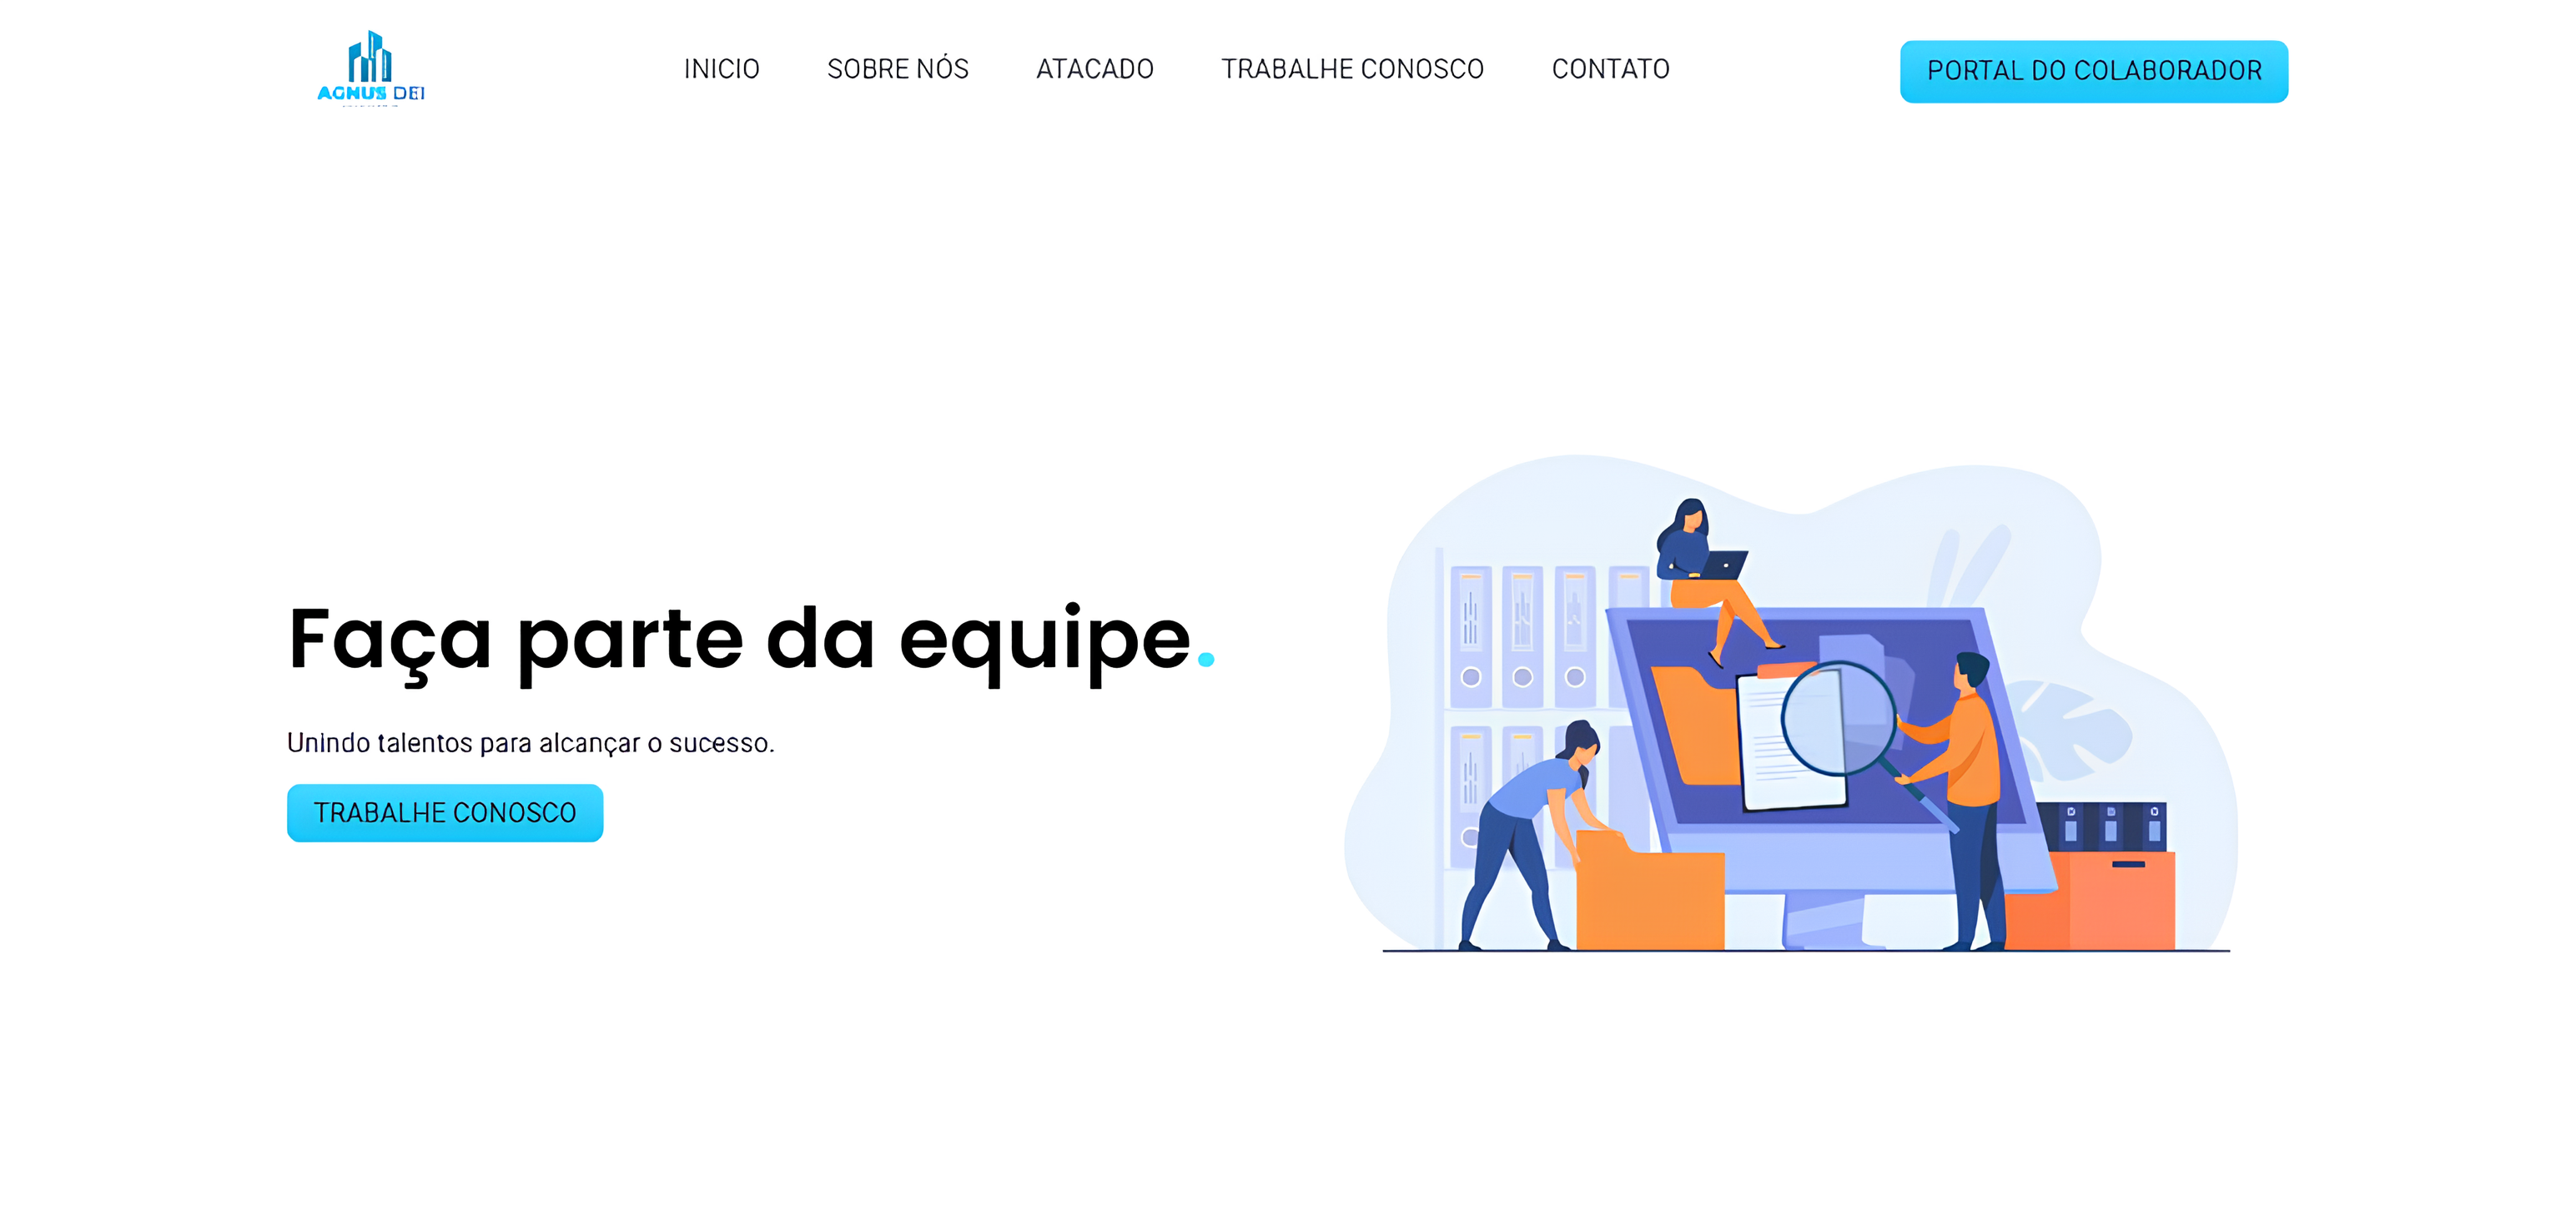 AGNUS DEI
INICIO
SOBRE NÓS
ATACADO
TRABALHE CONOSCO
CONTATO
PORTAL DO COLABORADOR
Faça parte da equipe.
Unindo talentos para alcançar o sucesso.
TRABALHE CONOSCO